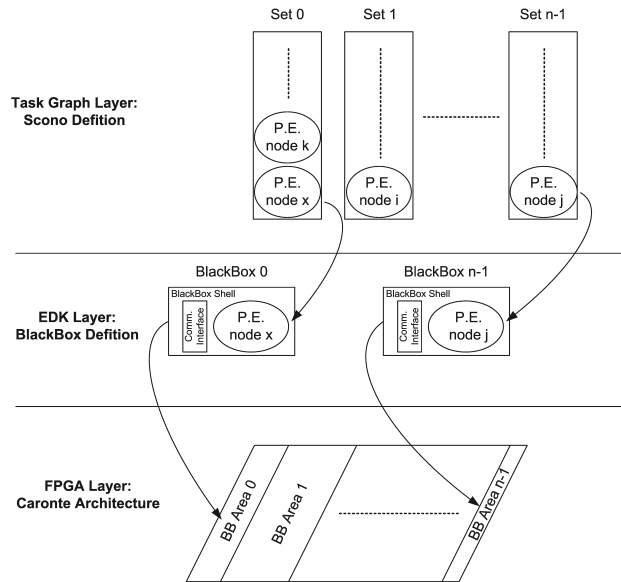 Set 0
Set 1
Set n-1
Task Graph Layer:
Scono Defition
P.E.
node k
P.E.
node x
P.E.
node i
P.E.
node j
BlackBox 0
BlackBox n-1
EDK Layer:
BlackBox Defition
BlackBox Shell
Comm.
Interface
P.E.
node x
BlackBox Shell
Comm.
Interface
P.E.
node j
FPGA Layer:
Caronte Architecture
BB Area 0
BB Area 1
BB Area n-1